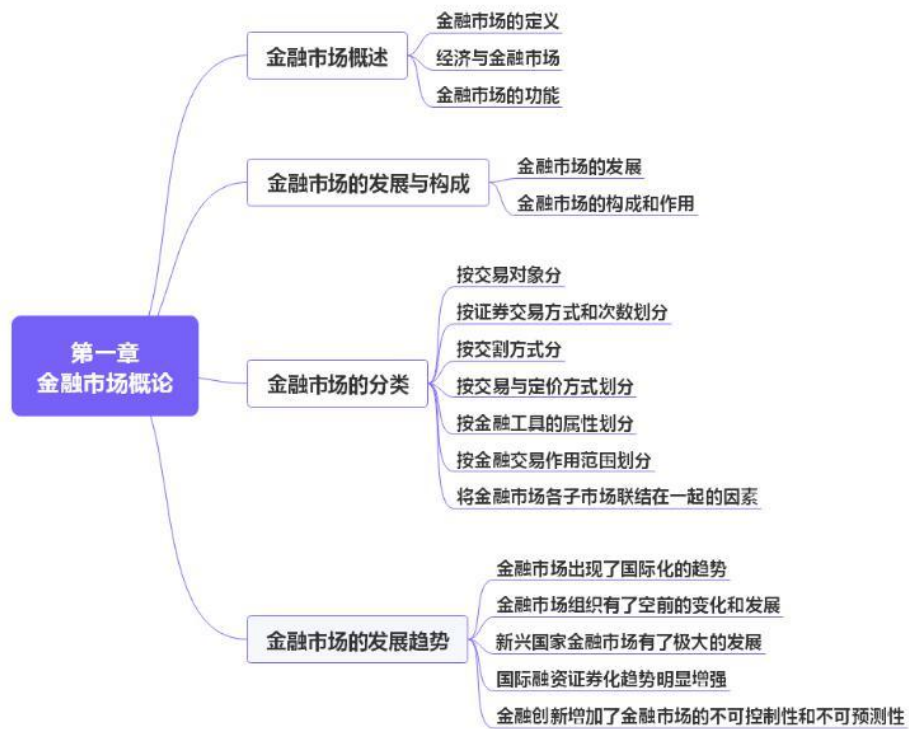 第一章
金融市场概论
金融市场概述
金融市场的定义
经济与金融市场
金融市场的功能
金融市场的发展与构成
金融市场的发展
金融市场的构成和作用
金融市场的分类
按交易对象分
按证券交易方式和次数划分
按交割方式分
按交易与定价方式划分
按金融工具的属性划分
按金融交易作用范围划分
将金融市场各子市场联结在一起的因素
金融市场的发展趋势
金融市场出现了国际化的趋势
金融市场组织有了空前的变化和发展
新兴国家金融市场有了极大的发展
国际融资证券化趋势明显增强
金融创新增加了金融市场的不可控制性和不可预测性